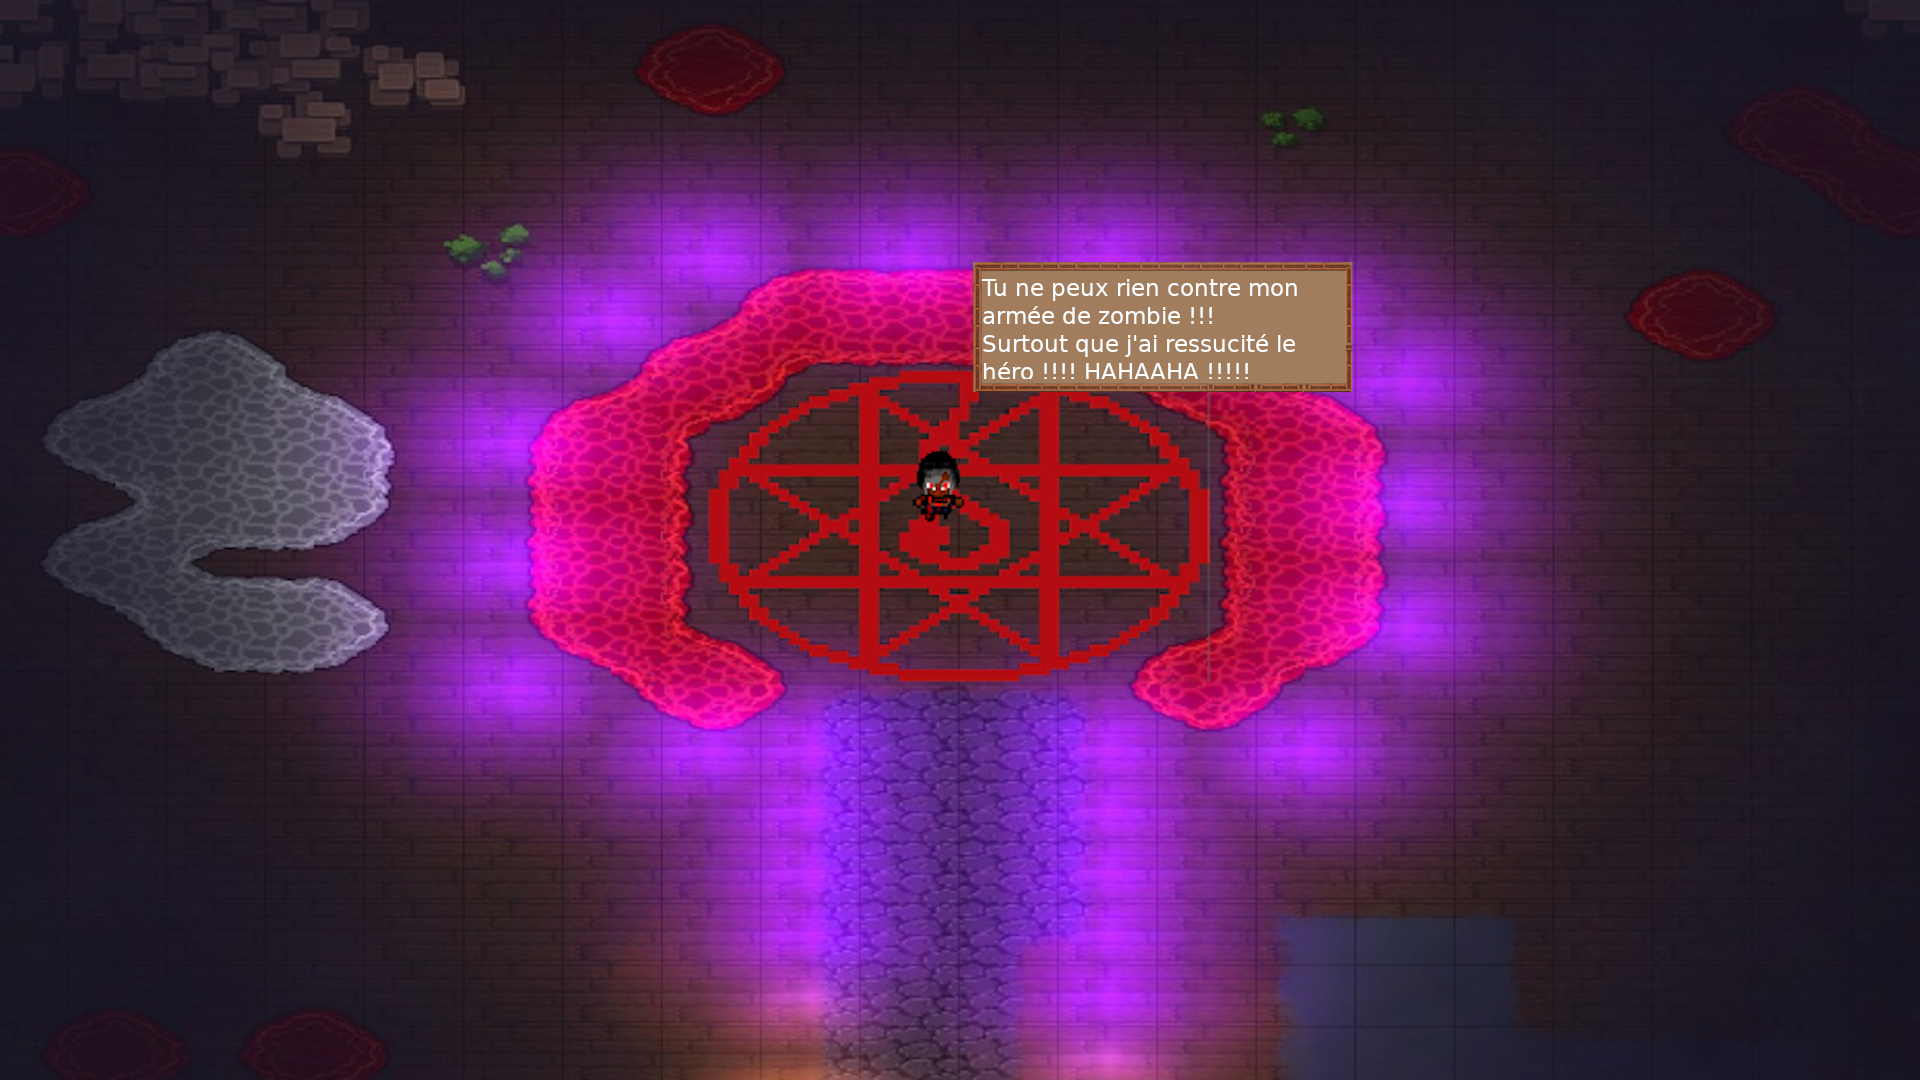 Tu ne peux rien contre mon
armée de zombie !!!
Surtout que j'ai ressucité le
héro !!!! HAHAAHA !!!!!